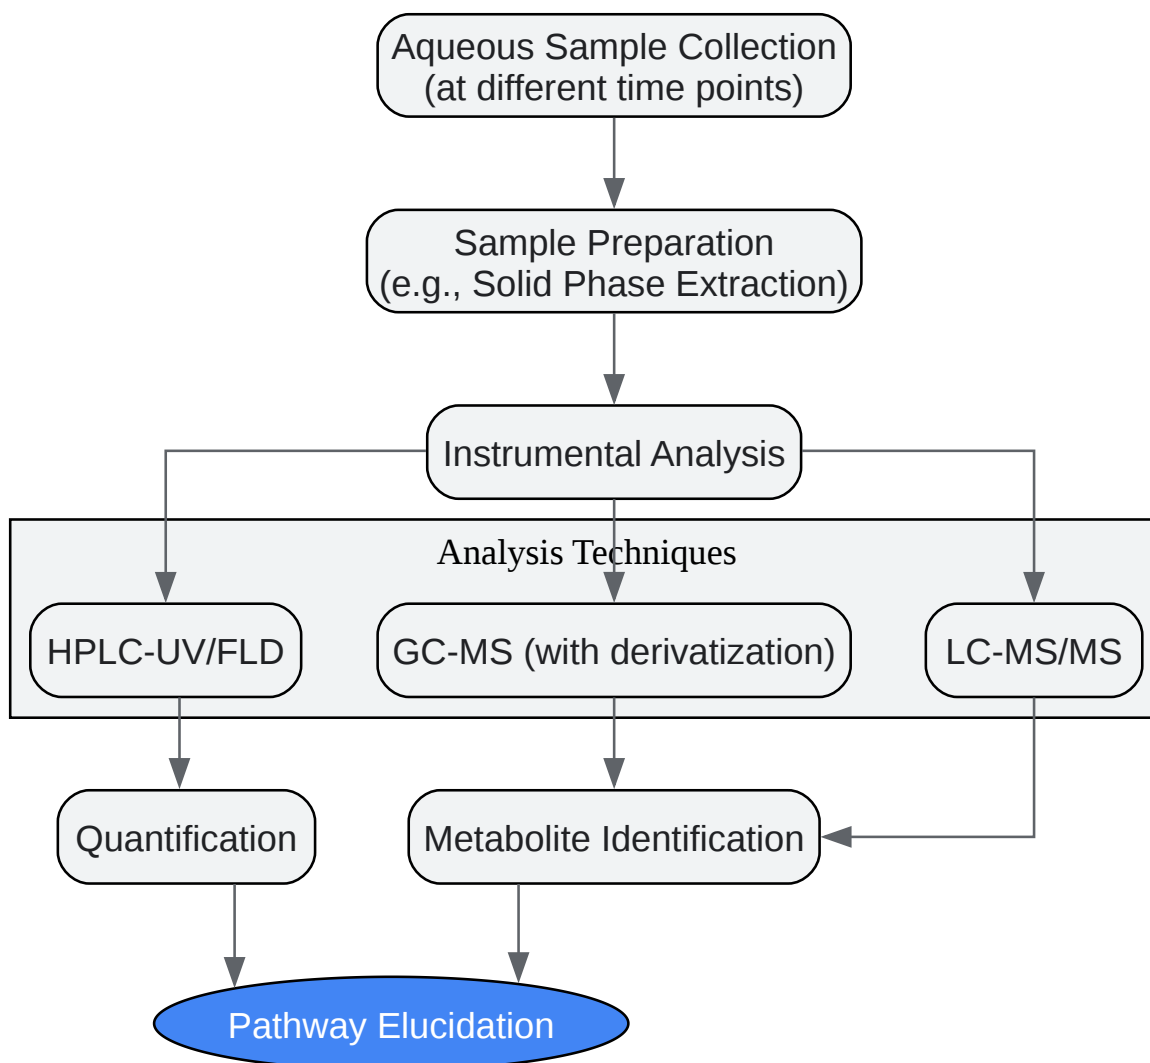 Aqueous Sample Collection
(at different time points)
Sample Preparation
(e.g., Solid Phase Extraction)
Instrumental Analysis
Analysis Techniques
HPLC-UV/FLD
GC-MS (with derivatization)
LC-MS/MS
Quantification
Metabolite Identification
Pathway Elucidation